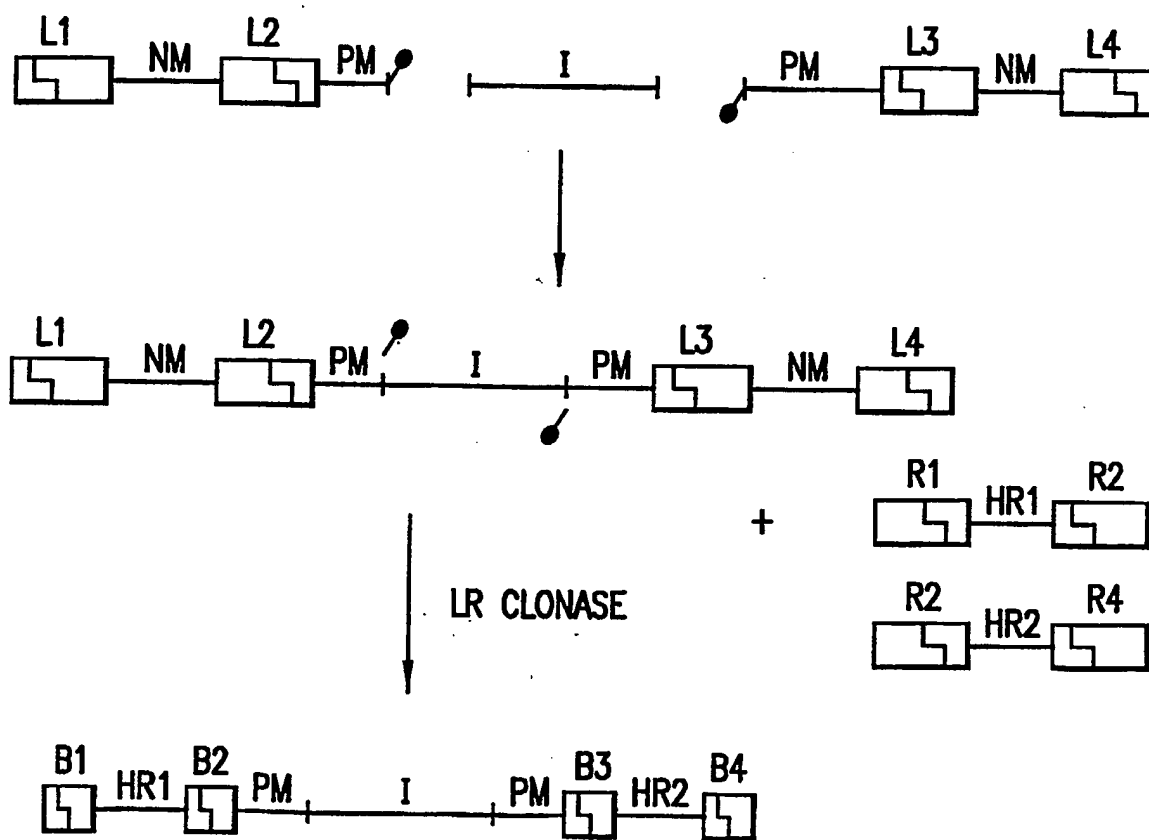 L1 NM L2 PM I PM L3 NM L4
L1 NM L2 PM I PM L3 NM L4
+ R1 HR1 R2
R2 HR2 R4
LR CLONASE
B1 HR1 B2 PM I PM B3 HR2 B4